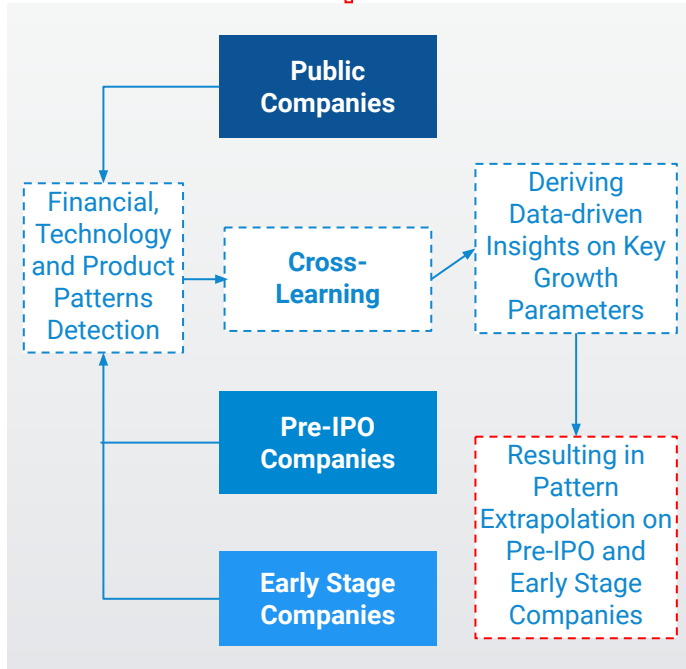 Public
Companies
Financial,
Technology
and Product
Patterns
Detection
Cross-
Learning
Deriving
Data-driven
Insights on Key
Growth
Parameters
Pre-IPO
Companies
Resulting in
Pattern
Extrapolation on
Pre-IPO and
Early Stage
Companies
Early Stage
Companies